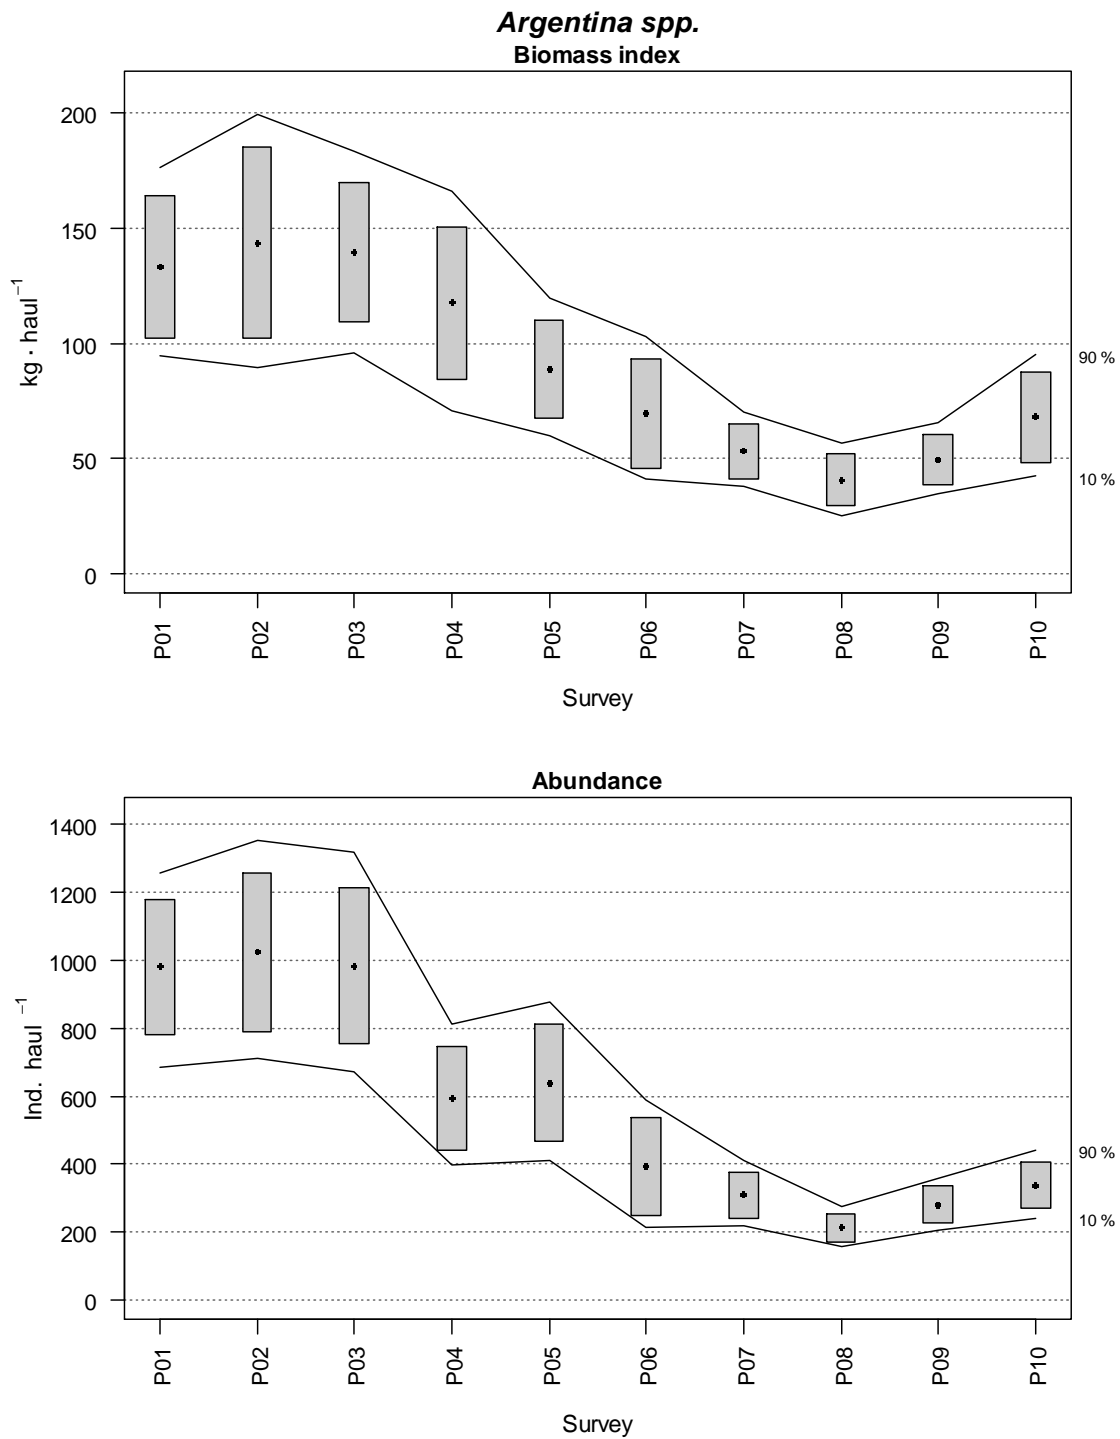 Argentina spp.
Biomass index
200
150
100
50
0
kg · haul⁻¹
90 %
10 %
P01 P02 P03 P04 P05 P06 P07 P08 P09 P10
Survey
Abundance
1400
1200
1000
800
600
400
200
0
Ind. haul ⁻¹
90 %
10 %
P01 P02 P03 P04 P05 P06 P07 P08 P09 P10
Survey